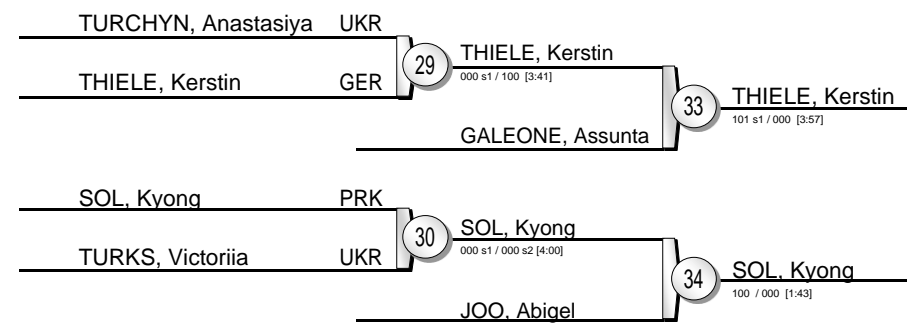 TURCHYN, Anastasiya UKR
THIELE, Kerstin GER
29
THIELE, Kerstin
000 s1 / 100 [3:41]
GALEONE, Assunta
33
THIELE, Kerstin
101 s1 / 000 [3:57]
SOL, Kyong PRK
TURKS, Victoriia UKR
30
SOL, Kyong
000 s1 / 000 s2 [4:00]
JOO, Abigel
34
SOL, Kyong
100 / 000 [1:43]